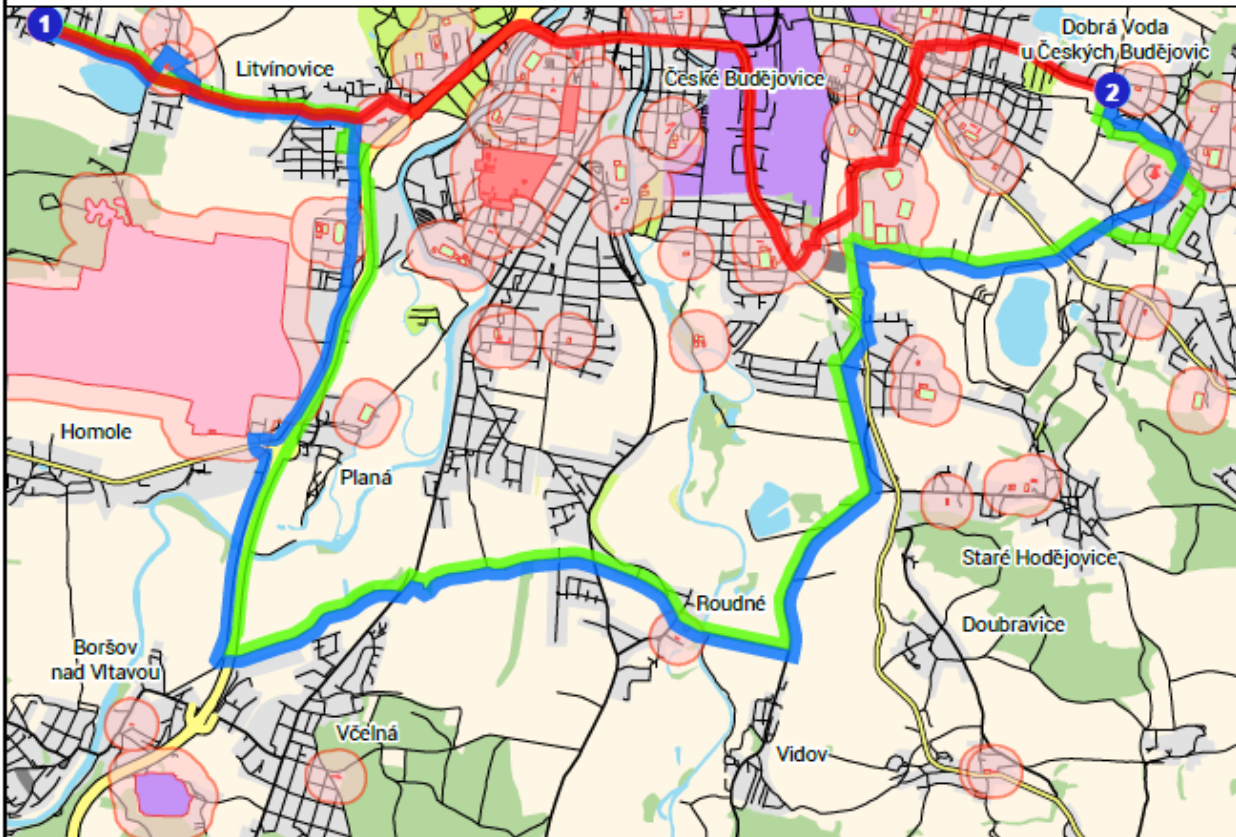 1
Litvínovice
České Budějovice
Dobrá Voda
u Českých Budějovic
2
Homole
Planá
Staré Hodějovice
Roudné
Doubravice
Boršov
nad Vltavou
Včelná
Vidov